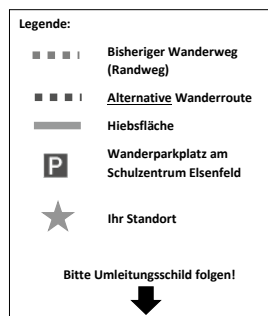 Legende:
Bisheriger Wanderweg
(Randweg)
Alternative Wanderroute
Hiebsfläche
P
Wanderparkplatz am
Schulzentrum Elsenfeld
Ihr Standort
Bitte Umleitungsschild folgen!